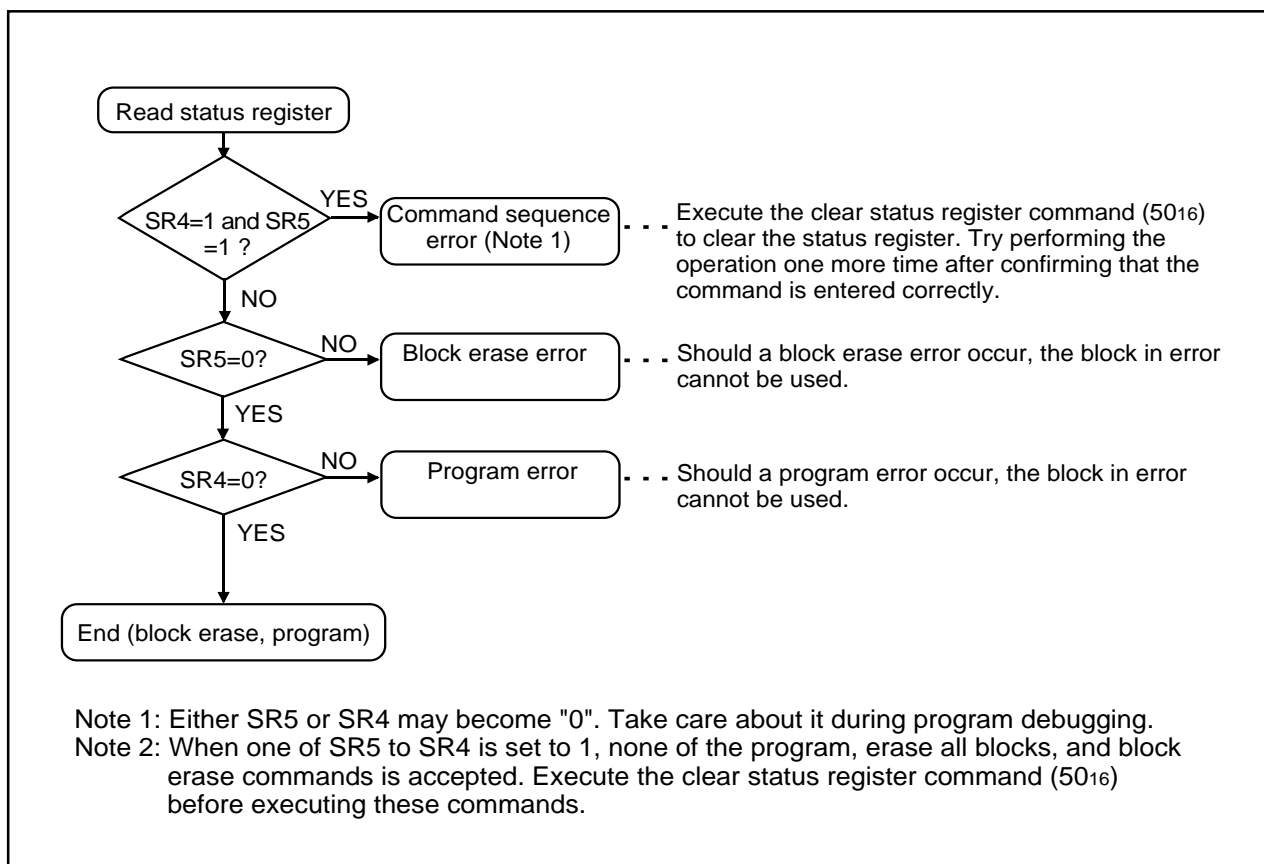 Read status register
YES
SR4=1 and SR5
=1 ?
Command sequence
error (Note 1)
Execute the clear status register command (5016)
to clear the status register. Try performing the
operation one more time after confirming that the
command is entered correctly.
NO
SR5=0?
NO
Block erase error
Should a block erase error occur, the block in error
cannot be used.
YES
SR4=0?
NO
Program error
Should a program error occur, the block in error
cannot be used.
YES
End (block erase, program)
Note 1: Either SR5 or SR4 may become "0". Take care about it during program debugging.
Note 2: When one of SR5 to SR4 is set to 1, none of the program, erase all blocks, and block
erase commands is accepted. Execute the clear status register command (5016)
before executing these commands.